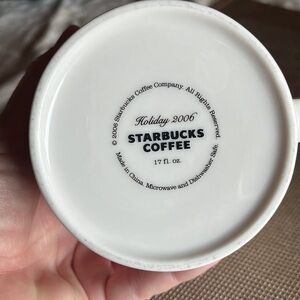 © 2006 Starbucks Coffee Company. All Rights Reserved.
Holiday 2006
STARBUCKS
COFFEE
17 fl. oz.
Made in China. Microwave and Dishwasher Safe.